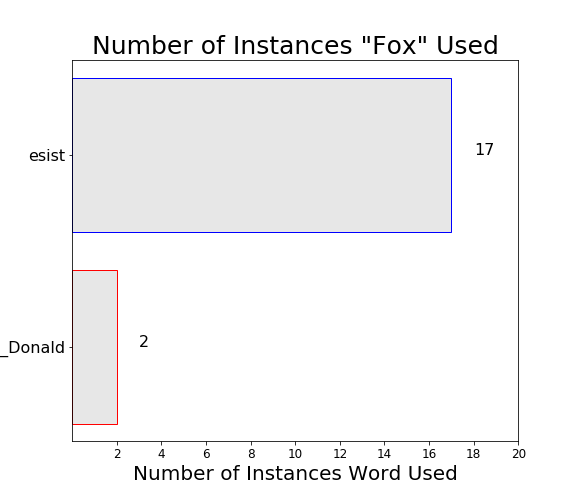 Number of Instances "Fox" Used
esist
17
_Donald
2
2 4 6 8 10 12 14 16 18 20
Number of Instances Word Used